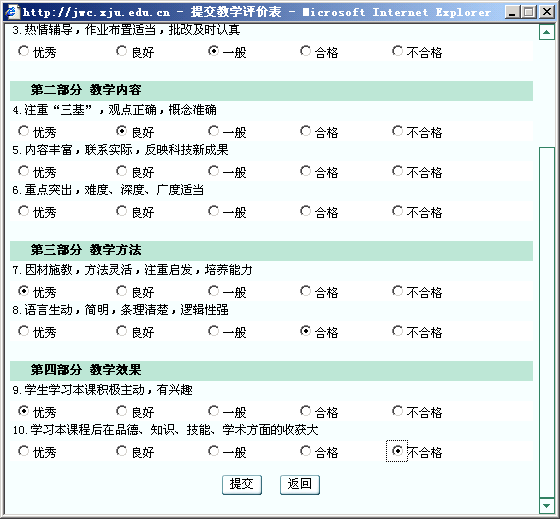 http://jwc.xju.edu.cn - 提交教学评价表 - Microsoft Internet Explorer
3.热情辅导，作业布置适当，批改及时认真
优秀 良好 一般 合格 不合格
第二部分 教学内容
4.注重“三基”，观点正确，概念准确
优秀 良好 一般 合格 不合格
5.内容丰富，联系实际，反映科技新成果
优秀 良好 一般 合格 不合格
6.重点突出，难度、深度、广度适当
优秀 良好 一般 合格 不合格
第三部分 教学方法
7.因材施教，方法灵活，注重启发，培养能力
优秀 良好 一般 合格 不合格
8.语言生动，简明，条理清楚，逻辑性强
优秀 良好 一般 合格 不合格
第四部分 教学效果
9.学生学习本课积极主动，有兴趣
优秀 良好 一般 合格 不合格
10.学习本课程后在品德、知识、技能、学术方面的收获大
优秀 良好 一般 合格 不合格
提交 返回